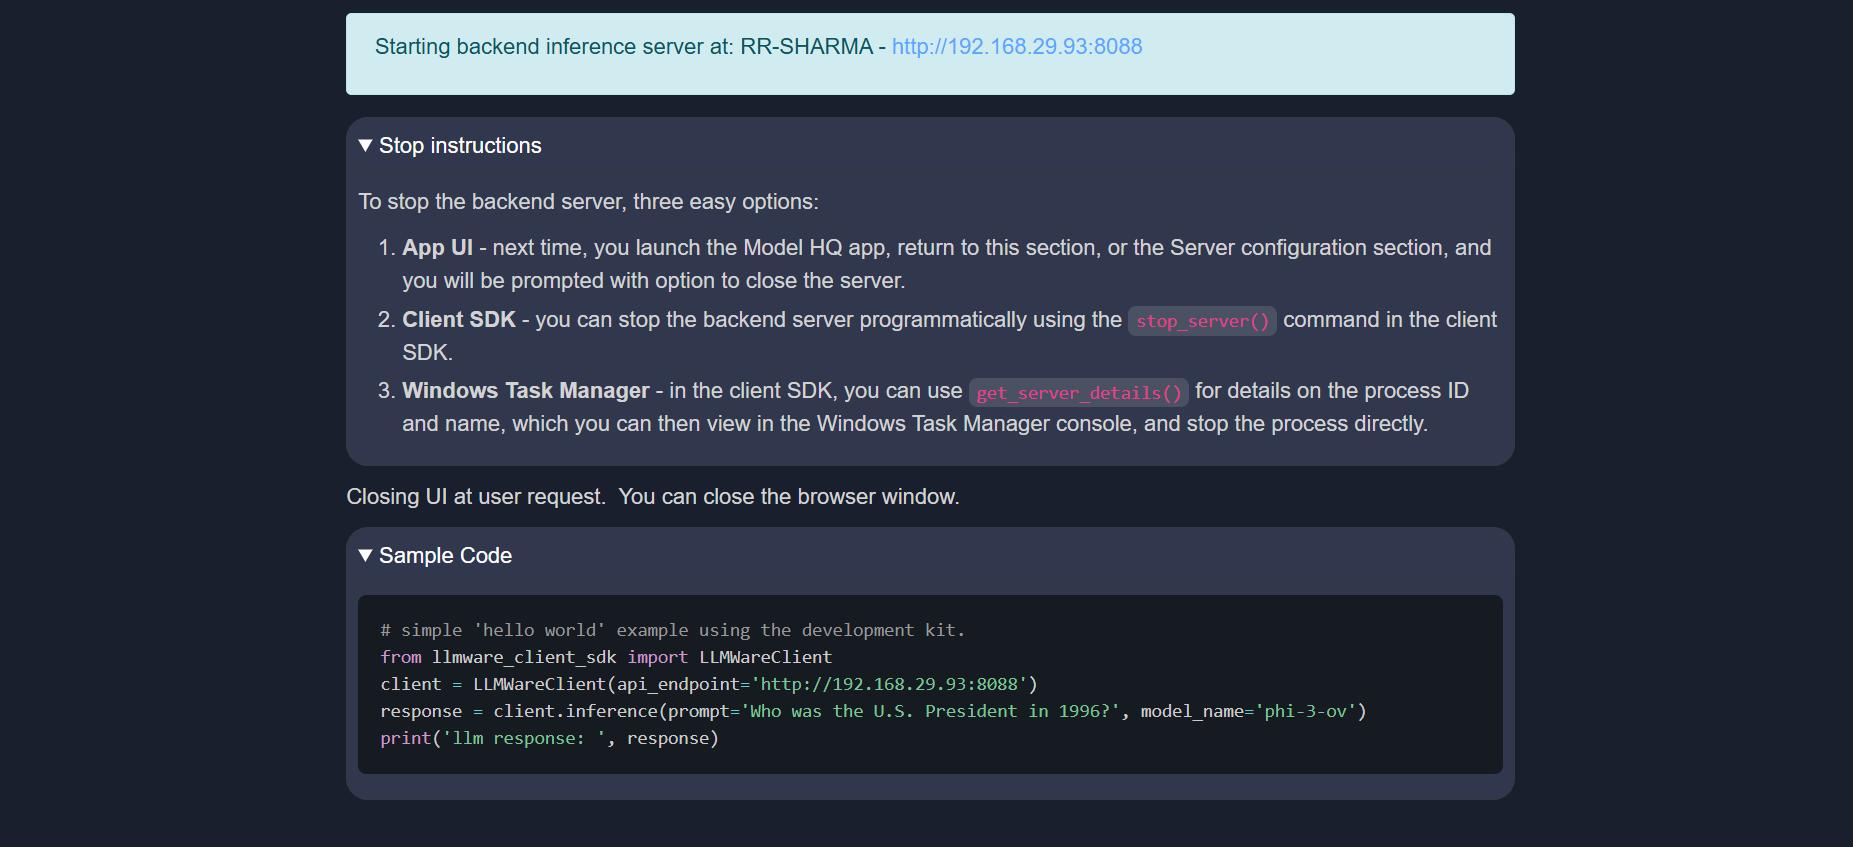 Starting backend inference server at: RR-SHARMA - http://192.168.29.93:8088
▼ Stop instructions
To stop the backend server, three easy options:
1. App UI - next time, you launch the Model HQ app, return to this section, or the Server configuration section, and
you will be prompted with option to close the server.
2. Client SDK - you can stop the backend server programmatically using the stop_server() command in the client
SDK.
3. Windows Task Manager - in the client SDK, you can use get_server_details() for details on the process ID
and name, which you can then view in the Windows Task Manager console, and stop the process directly.
Closing UI at user request.  You can close the browser window.
▼ Sample Code
# simple 'hello world' example using the development kit.
from llmware_client_sdk import LLMWareClient
client = LLMWareClient(api_endpoint='http://192.168.29.93:8088')
response = client.inference(prompt='Who was the U.S. President in 1996?', model_name='phi-3-ov')
print('llm response: ', response)